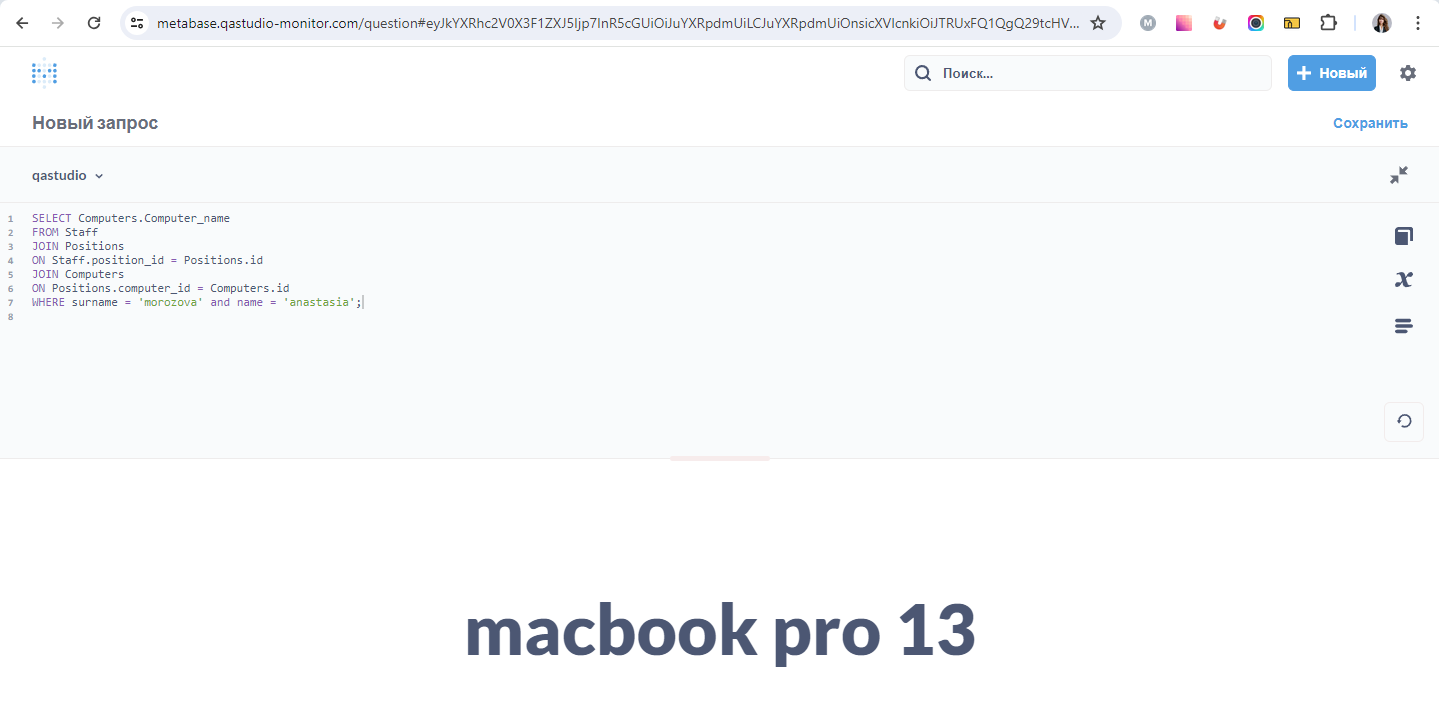 metabase.qastudio-monitor.com/question#eyJkYXRhc2V0X3F1ZXJ5Ijp7InR5cGUiOiJuYXRpdmUiLCJuYXRpdmUiOnsicXVlcnkiOiJTRUxFQ1QgQ29tcHV...
M
Поиск...
Новый
Новый запрос
Сохранить
qastudio
1 SELECT Computers.Computer_name
2 FROM Staff
3 JOIN Positions
4 ON Staff.position_id = Positions.id
5 JOIN Computers
6 ON Positions.computer_id = Computers.id
7 WHERE surname = 'morozova' and name = 'anastasia';
8
x
macbook pro 13